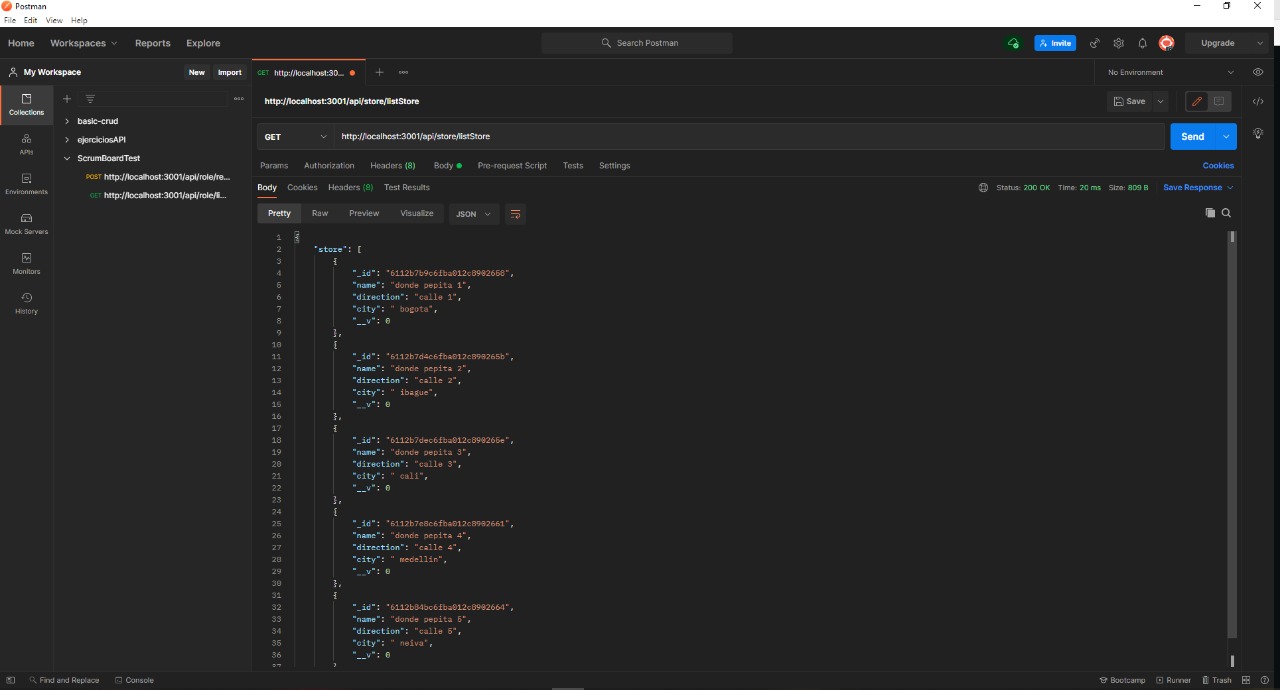 Postman
File Edit View Help
Home Workspaces Reports Explore Search Postman Invite Upgrade
My Workspace New Import GET http://localhost:30... No Environment
Collections
APIs
Environments
Mock Servers
Monitors
History
basic-crud
ejerciciosAPI
ScrumBoardTest
POST http://localhost:3001/api/role/re...
GET http://localhost:3001/api/role/li...
http://localhost:3001/api/store/listStore Save
GET http://localhost:3001/api/store/listStore Send
Params Authorization Headers (8) Body Pre-request Script Tests Settings Cookies
Body Cookies Headers (8) Test Results Status: 200 OK Time: 20 ms Size: 809 B Save Response
Pretty Raw Preview Visualize JSON
1 {
2 "store": [
3 {
4 "_id": "6112b7b9c6fba012c8902658",
5 "name": "donde pepita 1",
6 "direction": "calle 1",
7 "city": " bogota",
8 "__v": 0
9 },
10 {
11 "_id": "6112b7d4c6fba012c890265b",
12 "name": "donde pepita 2",
13 "direction": "calle 2",
14 "city": " ibague",
15 "__v": 0
16 },
17 {
18 "_id": "6112b7dec6fba012c890265e",
19 "name": "donde pepita 3",
20 "direction": "calle 3",
21 "city": " cali",
22 "__v": 0
23 },
24 {
25 "_id": "6112b7e8c6fba012c8902661",
26 "name": "donde pepita 4",
27 "direction": "calle 4",
28 "city": " medellin",
29 "__v": 0
30 },
31 {
32 "_id": "6112b84bc6fba012c8902664",
33 "name": "donde pepita 5",
34 "direction": "calle 5",
35 "city": " neiva",
36 "__v": 0
37 }
Find and Replace Console Bootcamp Runner Trash